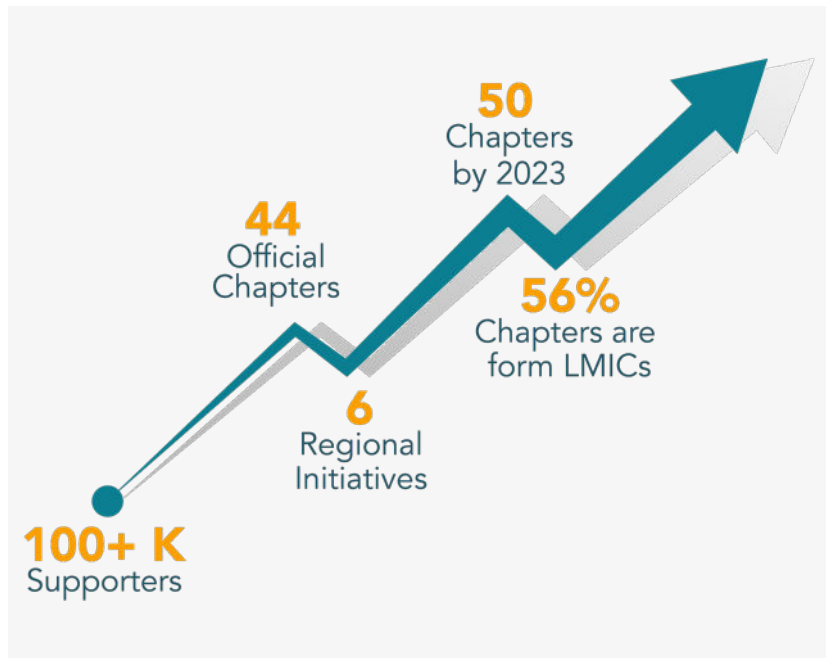 50
Chapters
by 2023
44
Official
Chapters
56%
Chapters are
form LMICs
6
Regional
Initiatives
100+ K
Supporters